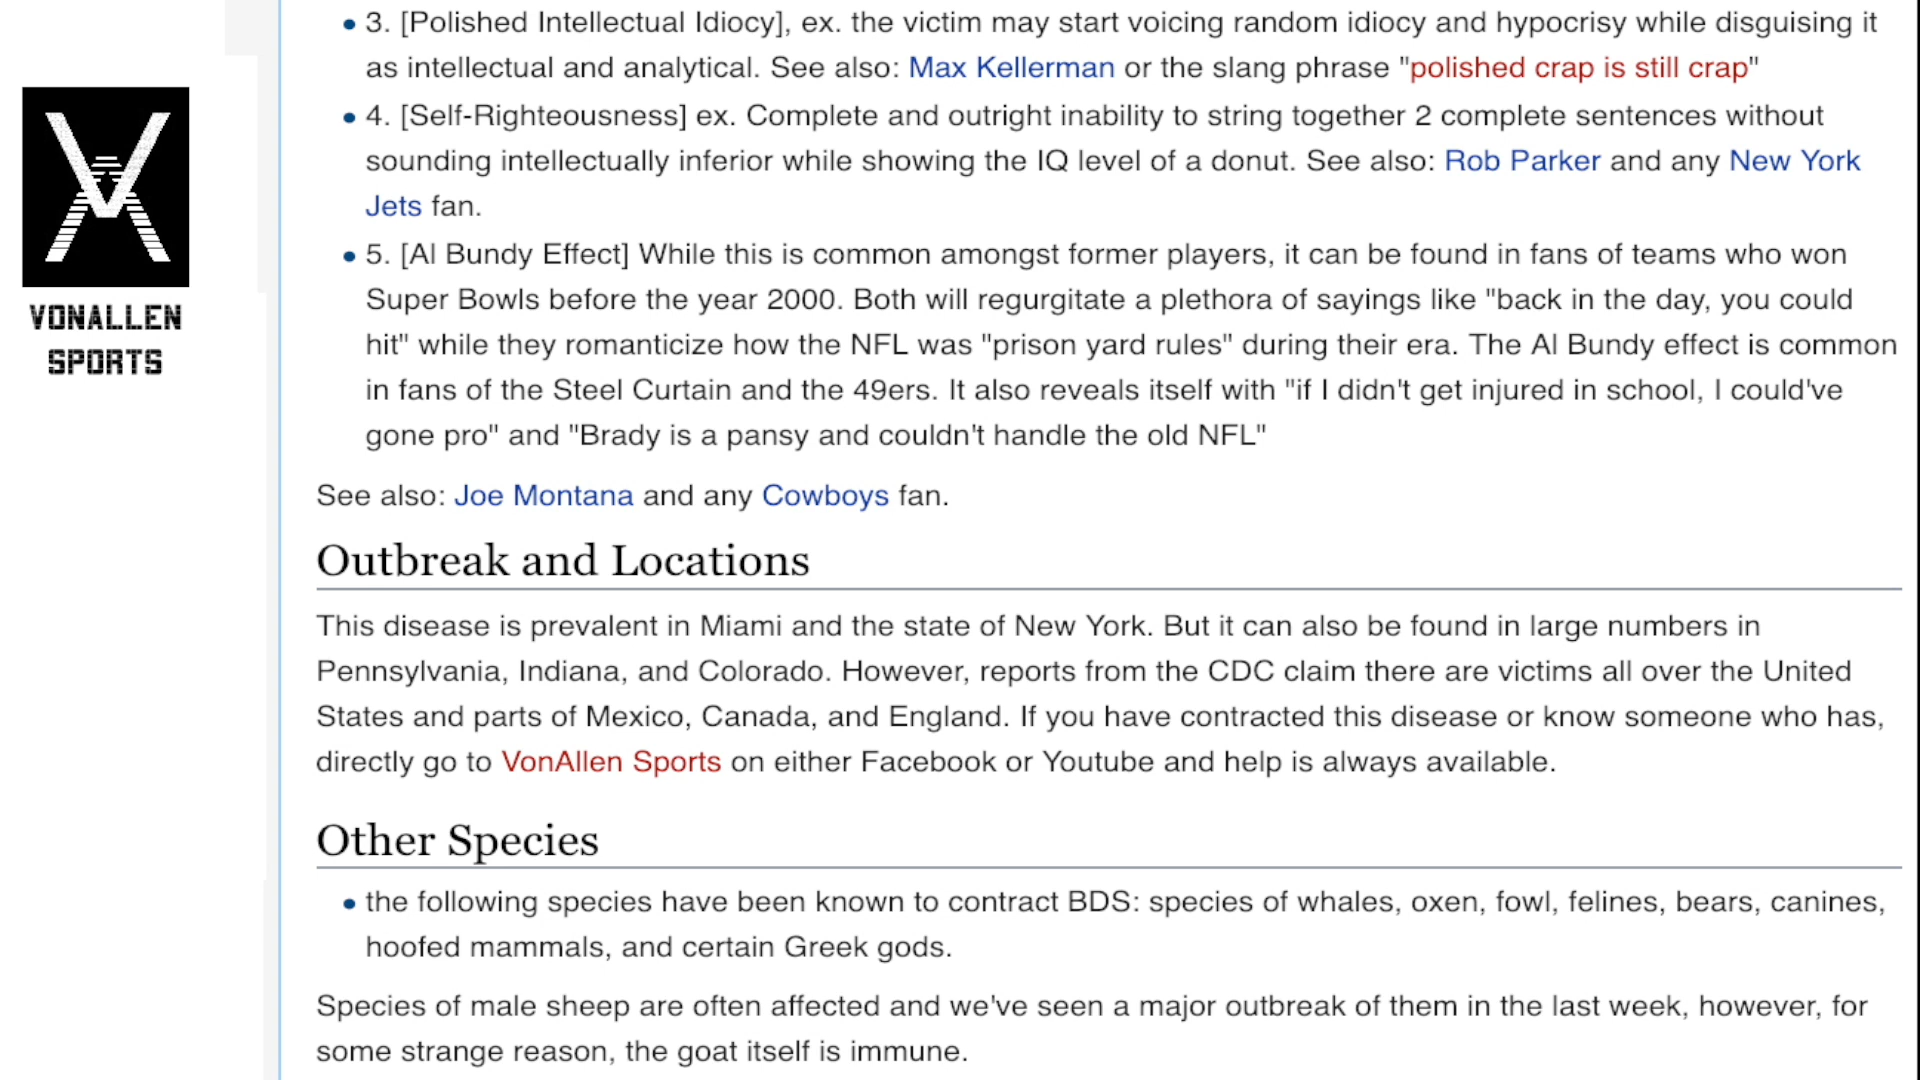 3. [Polished Intellectual Idiocy], ex. the victim may start voicing random idiocy and hypocrisy while disguising it
as intellectual and analytical. See also: Max Kellerman or the slang phrase "polished crap is still crap"
4. [Self-Righteousness] ex. Complete and outright inability to string together 2 complete sentences without
sounding intellectually inferior while showing the IQ level of a donut. See also: Rob Parker and any New York
Jets fan.
5. [Al Bundy Effect] While this is common amongst former players, it can be found in fans of teams who won
Super Bowls before the year 2000. Both will regurgitate a plethora of sayings like "back in the day, you could
hit" while they romanticize how the NFL was "prison yard rules" during their era. The Al Bundy effect is common
in fans of the Steel Curtain and the 49ers. It also reveals itself with "if I didn't get injured in school, I could've
gone pro" and "Brady is a pansy and couldn't handle the old NFL"
See also: Joe Montana and any Cowboys fan.
Outbreak and Locations
This disease is prevalent in Miami and the state of New York. But it can also be found in large numbers in
Pennsylvania, Indiana, and Colorado. However, reports from the CDC claim there are victims all over the United
States and parts of Mexico, Canada, and England. If you have contracted this disease or know someone who has,
directly go to VonAllen Sports on either Facebook or Youtube and help is always available.
Other Species
the following species have been known to contract BDS: species of whales, oxen, fowl, felines, bears, canines,
hoofed mammals, and certain Greek gods.
Species of male sheep are often affected and we've seen a major outbreak of them in the last week, however, for
some strange reason, the goat itself is immune.
VONALLEN
SPORTS